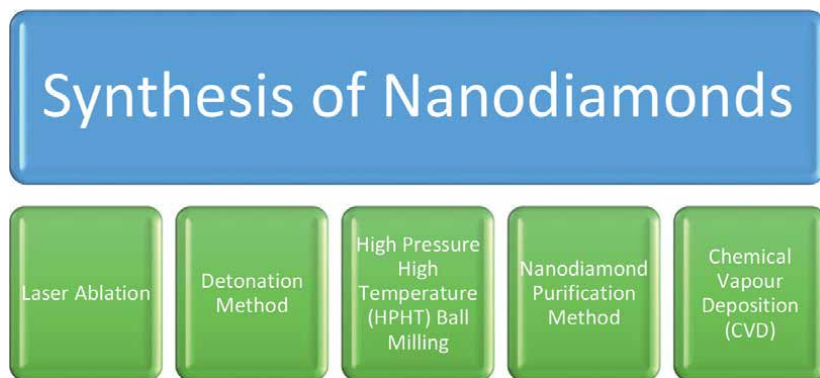 Synthesis of Nanodiamonds
Laser Ablation
Detonation
Method
High Pressure
High
Temperature
(HPHT) Ball
Milling
Nanodiamond
Purification
Method
Chemical
Vapour
Deposition
(CVD)